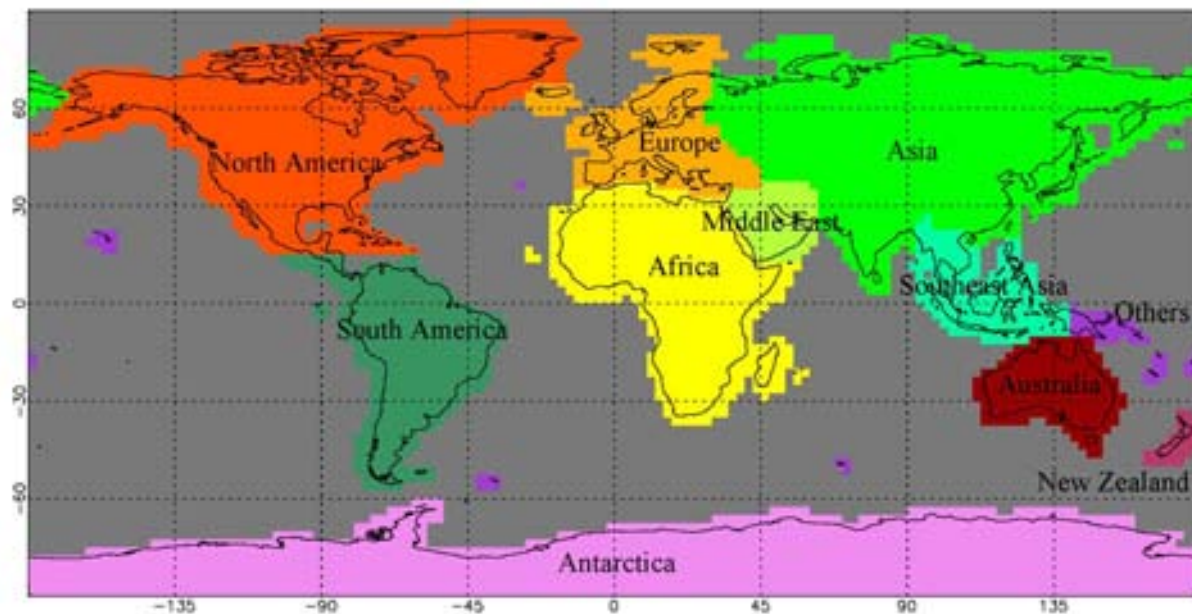 60
North America
Europe
Asia
30
Middle East
Africa
0
Southeast Asia
South America
Others
-30
Australia
New Zealand
-60
Antarctica
-135
-90
-45
0
45
90
135